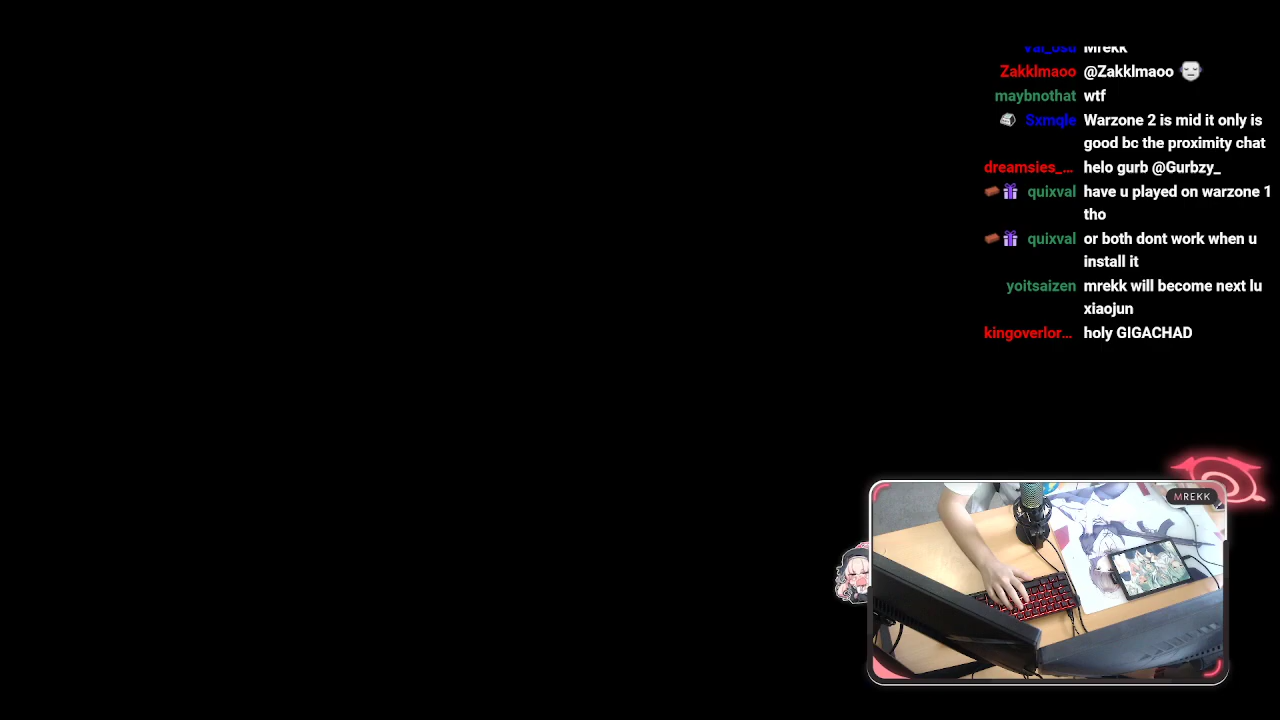 Mrekk
Zakklmaoo @Zakklmaoo
maybnothat wtf
Sxmqle Warzone 2 is mid it only is
good bc the proximity chat
dreamsies_... helo gurb @Gurbzy_
quixval have u played on warzone 1
tho
quixval or both dont work when u
install it
yoitsaizen mrekk will become next lu
xiaojun
kingoverlor... holy GIGACHAD
MREKK